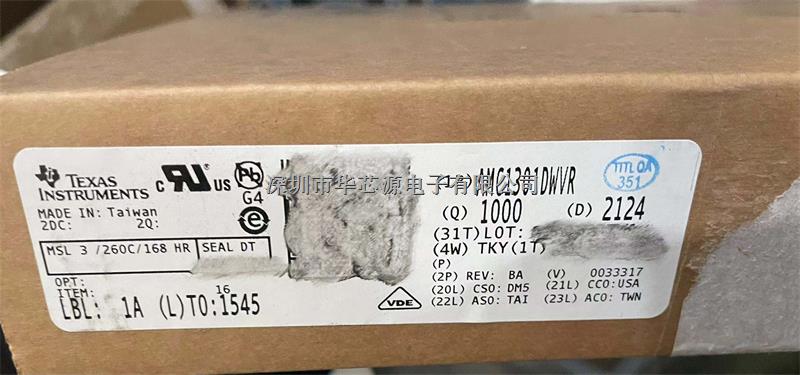 TEXAS
INSTRUMENTS
c RU US
Pb
G4
e
MADE IN: Taiwan
2DC: 2Q:
MSL 3 /260C/168 HR SEAL DT
OPT:
ITEM: 16
LBL: 1A (L)TO:1545
VDE
深圳市华芯源电子有限公司
AMC1301DWVR
TITL QA
351
(Q) 1000 (D) 2124
(31T)LOT:
(4W) TKY(1T)
(P)
(2P) REV: BA (V) 0033317
(20L) CSO: DM5 (21L) CCO:USA
(22L) ASO: TAI (23L) ACO: TWN